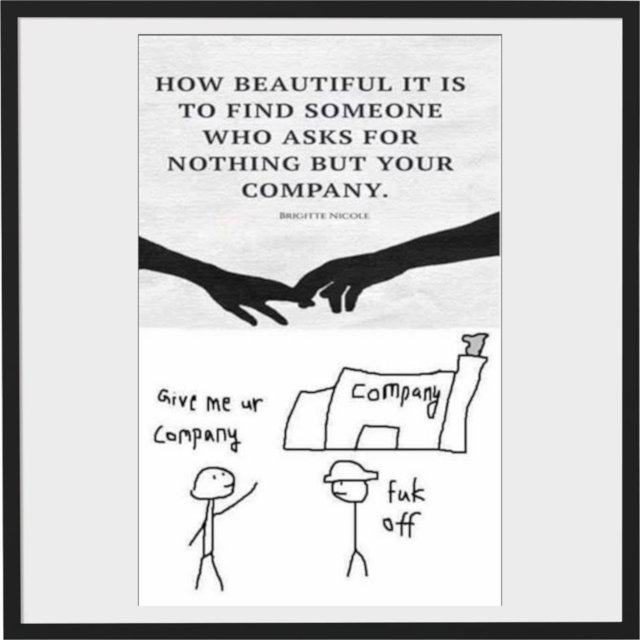 HOW BEAUTIFUL IT IS
TO FIND SOMEONE
WHO ASKS FOR
NOTHING BUT YOUR
COMPANY.
BRIGITTE NICOLE
Give me ur
Company
Company
fuk
off